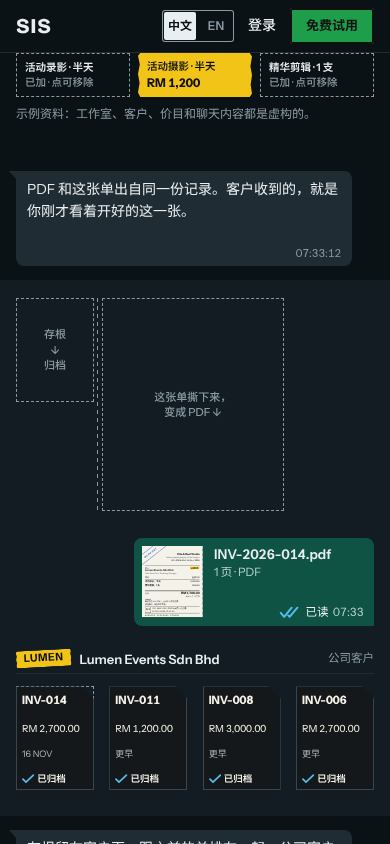 SIS
中文
EN
登录
免费试用
活动录影·半天
已加·点可移除
活动摄影·半天
RM 1,200
精华剪辑·1支
已加·点可移除
示例资料：工作室、客户、价目和聊天内容都是虚构的。
PDF 和这张单出自同一份记录。客户收到的，就是
你刚才看着开好的这一张。
07:33:12
存根
↓
归档
这张单撕下来，
变成 PDF ↓
INV-2026-014.pdf
1 页·PDF
已读 07:33
LUMEN
Lumen Events Sdn Bhd
公司客户
INV-014
RM 2,700.00
16 NOV
已归档
INV-011
RM 1,200.00
更早
已归档
INV-008
RM 3,000.00
更早
已归档
INV-006
RM 2,700.00
更早
已归档